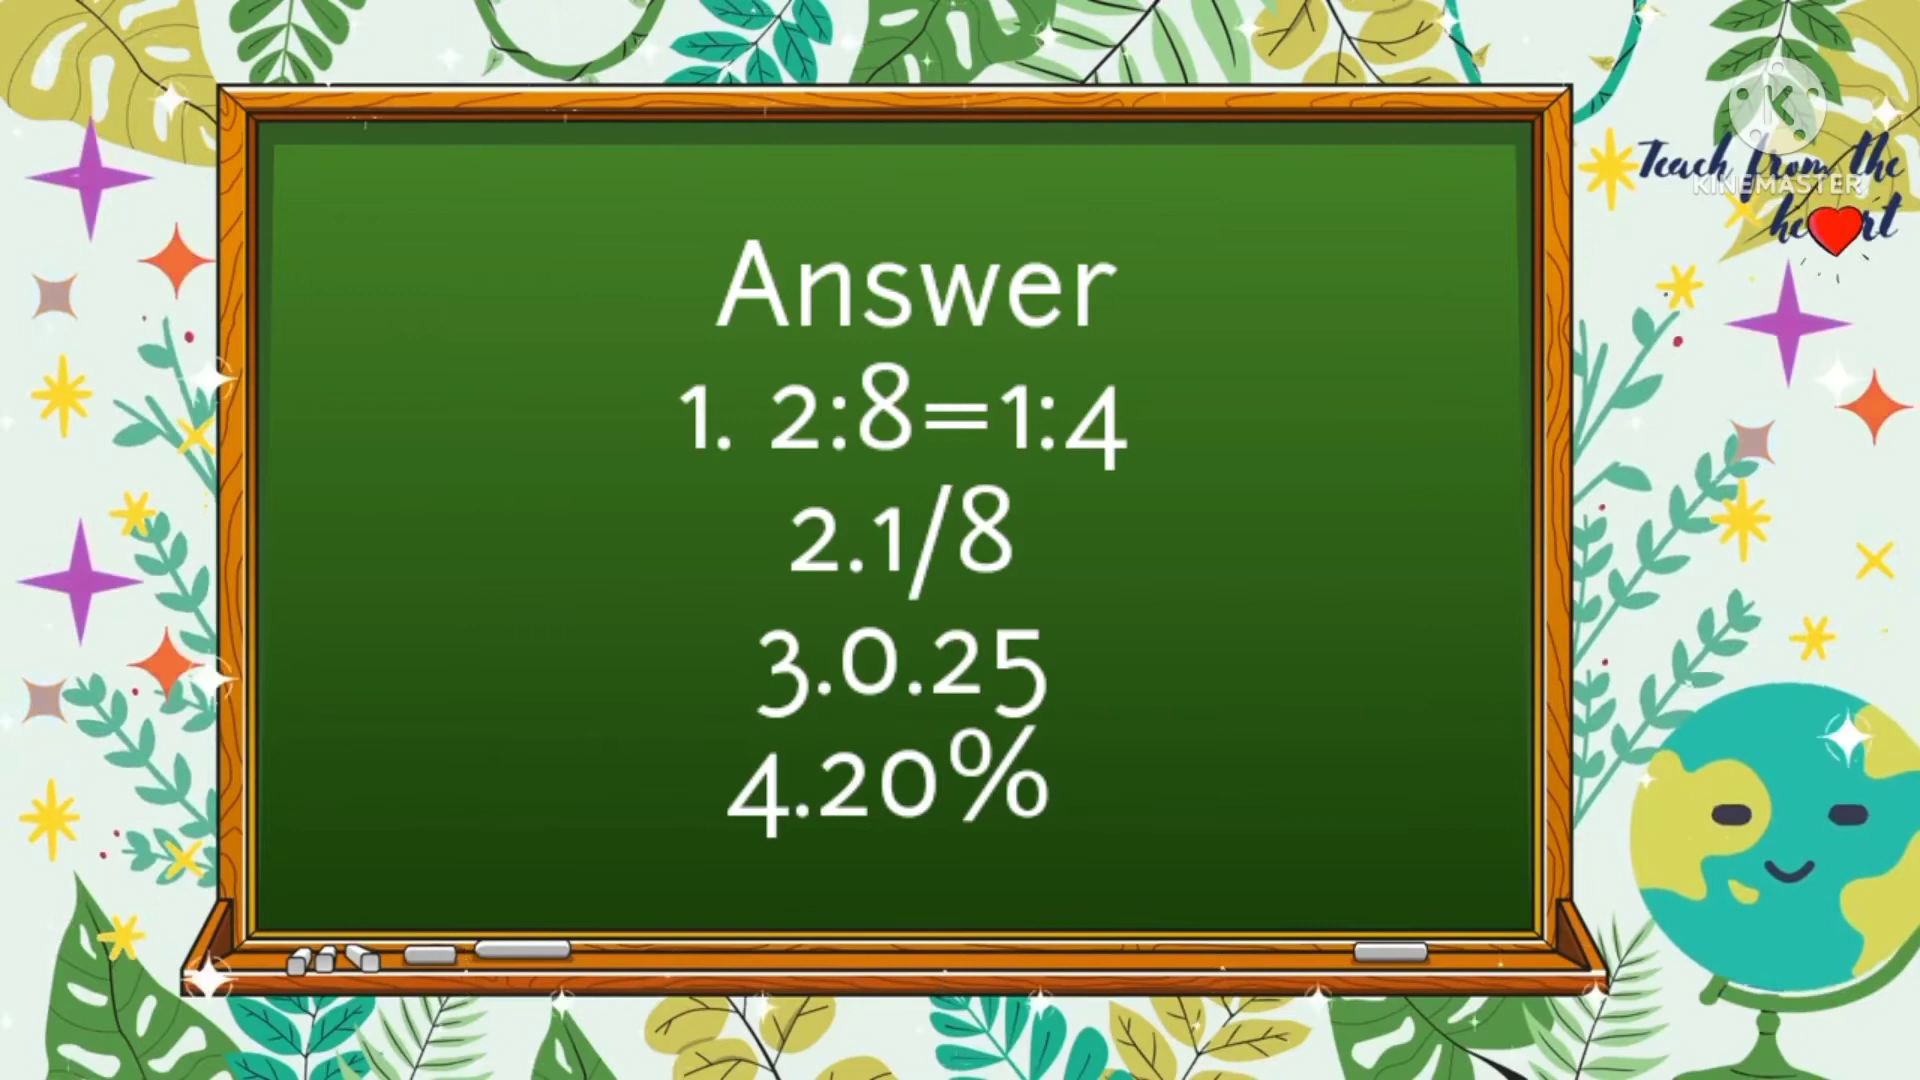 Teach from the
KINEMASTER
heart
Answer
1. 2:8=1:4
2.1/8
3.0.25
4.20%